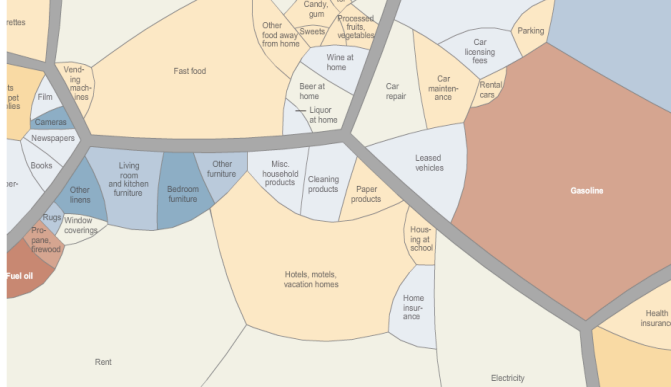 Candy,
gum
Processed
fruits,
vegetables
Sweets
Other
food away
from home
Fast food
Vend-
ing
mach-
ines
Film
Cameras
Newspapers
Books
Wine at
home
Beer at
home
Liquor
at home
Car
repair
Car
mainten-
ance
Car
licensing
fees
Parking
Rental
cars
Leased
vehicles
Gasoline
Living
room
and kitchen
furniture
Other
linens
Bedroom
furniture
Other
furniture
Misc.
household
products
Cleaning
products
Paper
products
Rugs
Window
coverings
Pro-
pane,
firewood
Fuel oil
Hous-
ing at
school
Hotels, motels,
vacation homes
Home
insur-
ance
Health
insuranc
Rent
Electricity